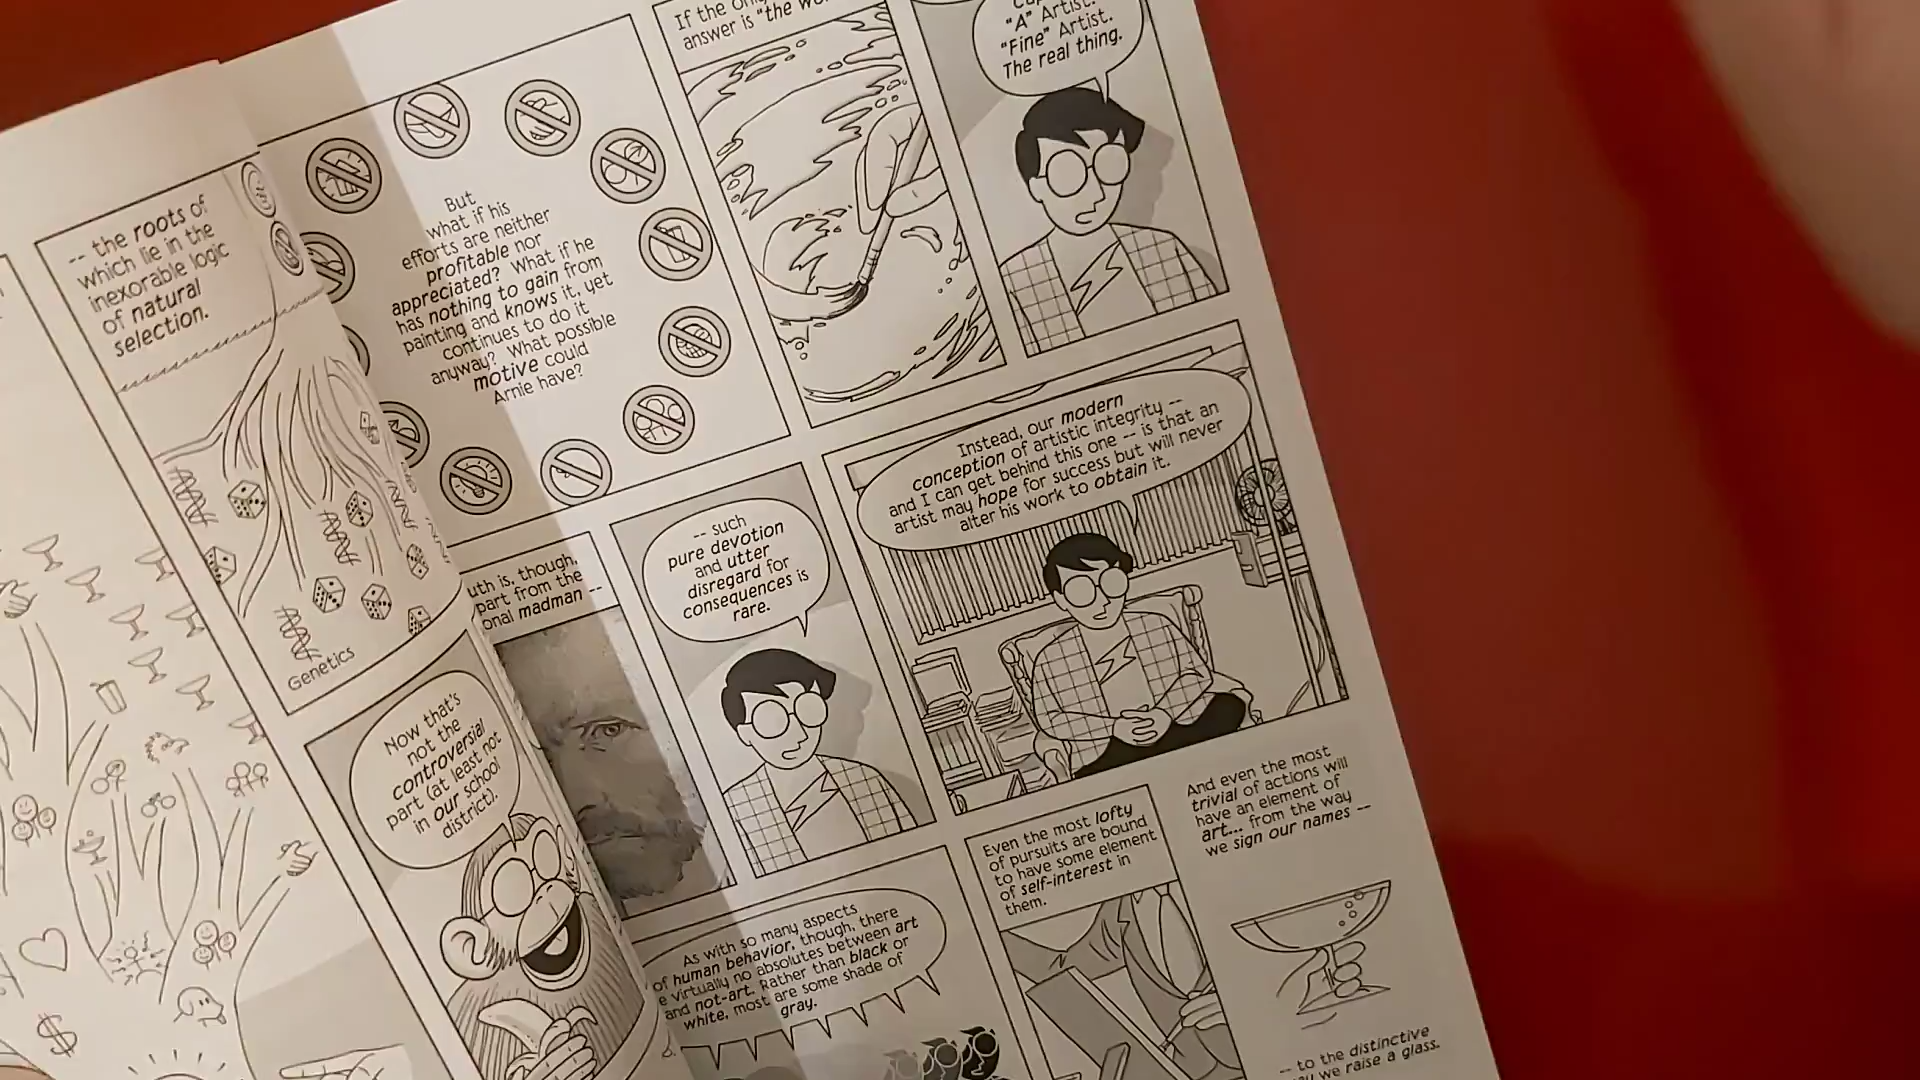 -- the roots of
which lie in the
inexorable logic
of natural
selection.
Genetics
Now that's
not the
controversial
part (at least not
in our school
district).
But
what if his
efforts are neither
profitable nor
appreciated? What if he
has nothing to gain from
painting and knows it, yet
continues to do it
anyway? What possible
motive could
Arnie have?
If the
answer is "the
"A" Artist.
"Fine" Artist.
The real thing.
though,
part from the
madman --
-- such
pure devotion
and utter
disregard for
consequences is
rare.
Instead, our modern
conception of artistic integrity --
and I can get behind this one -- is that an
artist may hope for success but will never
alter his work to obtain it.
As with so many aspects
of human behavior, though, there
virtually no absolutes between art
and not-art. Rather than black or
white, most are some shade of
gray.
Even the most lofty
of pursuits are bound
to have some element
of self-interest in
them.
And even the most
trivial of actions will
have an element of
art... from the way
we sign our names --
-- to the distinctive
we raise a glass.